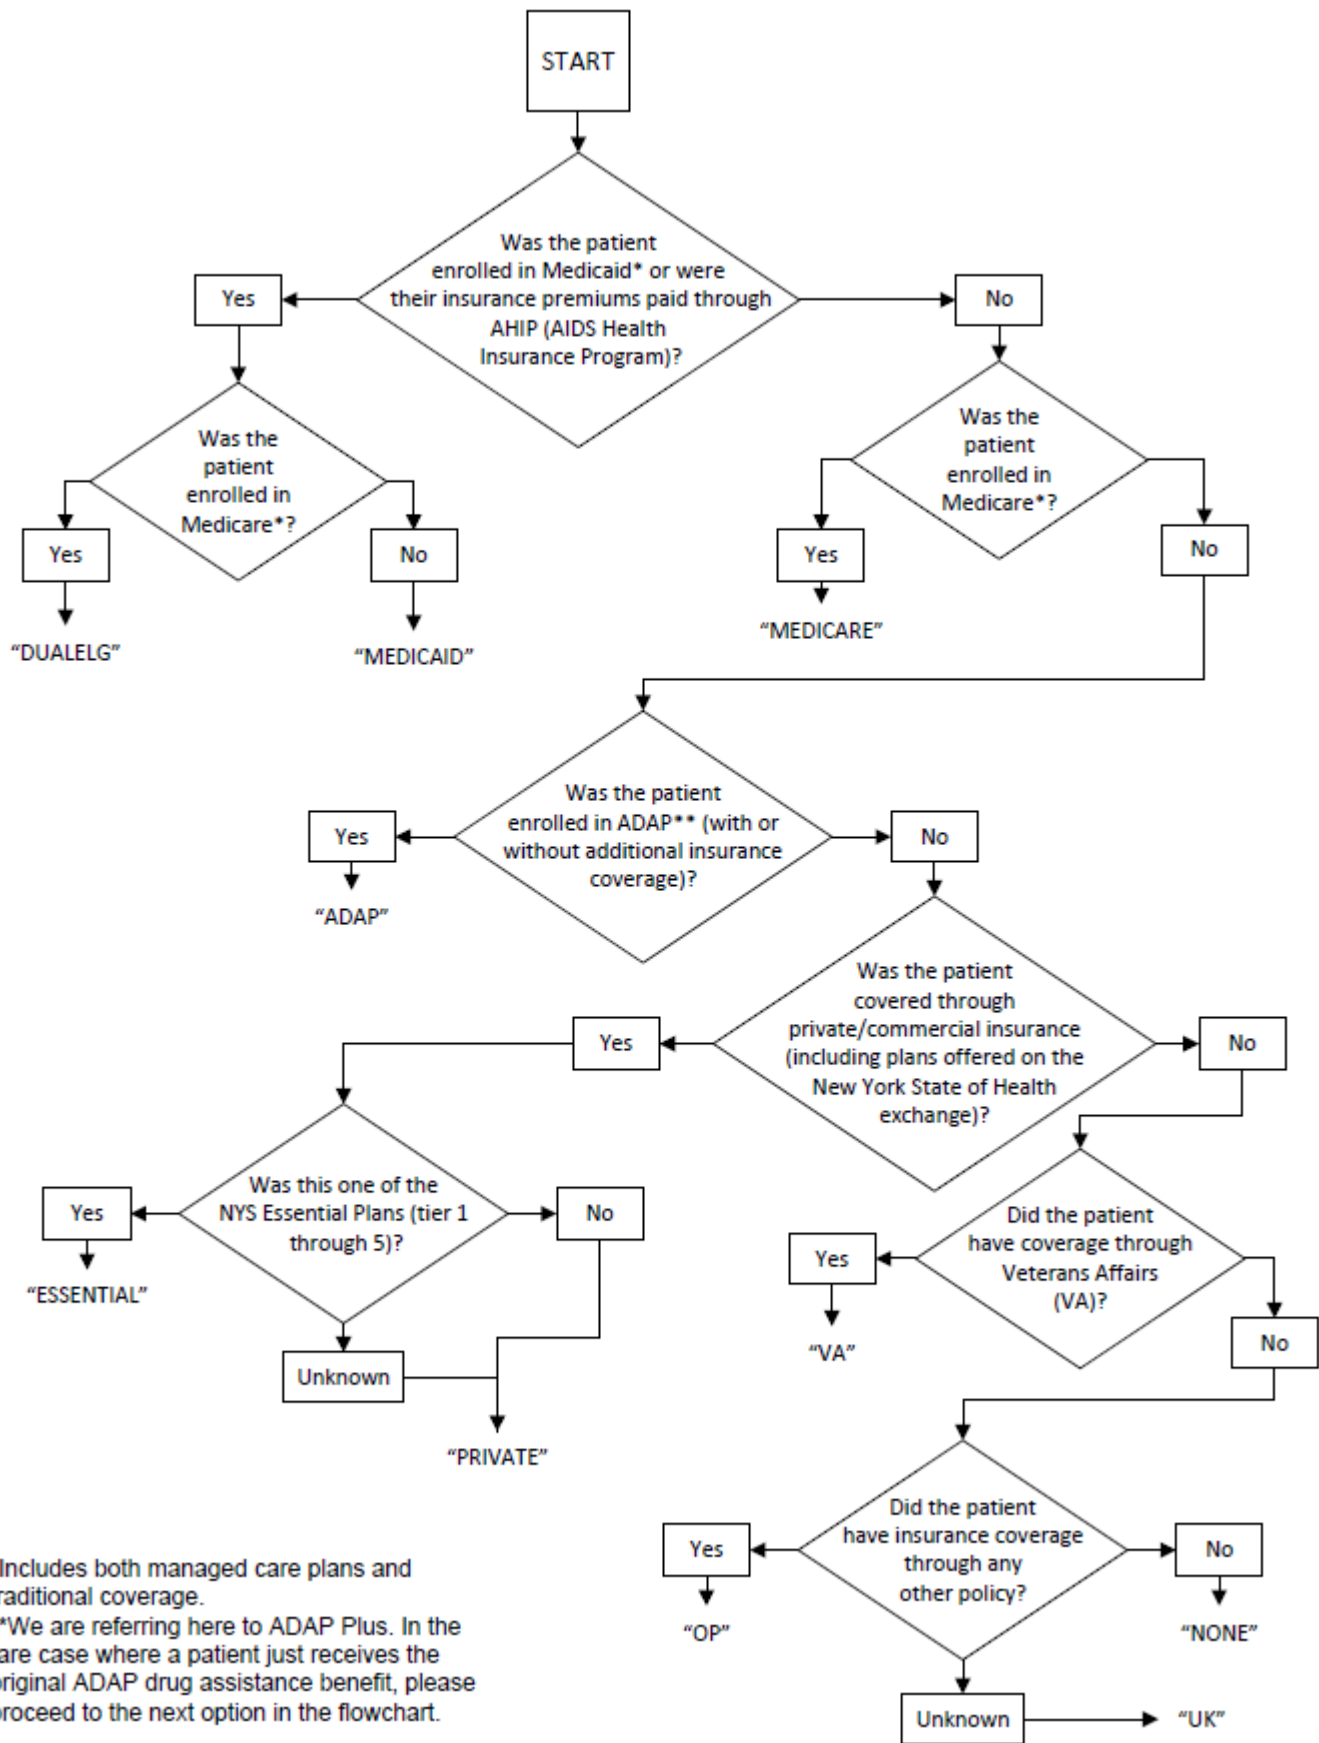 START
Was the patient
enrolled in Medicaid* or were
their insurance premiums paid through
AHIP (AIDS Health
Insurance Program)?
Yes
No
Was the
patient
enrolled in
Medicare*?
Was the
patient
enrolled in
Medicare*?
Yes
No
Yes
No
“DUALELG”
“MEDICAID”
“MEDICARE”
Was the patient
enrolled in ADAP** (with or
without additional insurance
coverage)?
Yes
No
“ADAP”
Was the patient
covered through
private/commercial insurance
(including plans offered on the
New York State of Health
exchange)?
Yes
No
Was this one of the
NYS Essential Plans (tier 1
through 5)?
Yes
No
“ESSENTIAL”
Unknown
“PRIVATE”
Did the patient
have coverage through
Veterans Affairs
(VA)?
Yes
No
“VA”
Did the patient
have insurance coverage
through any
other policy?
Yes
No
“OP”
“NONE”
Unknown
“UK”
Includes both managed care plans and
raditional coverage.
*We are referring here to ADAP Plus. In the
are case where a patient just receives the
original ADAP drug assistance benefit, please
proceed to the next option in the flowchart.